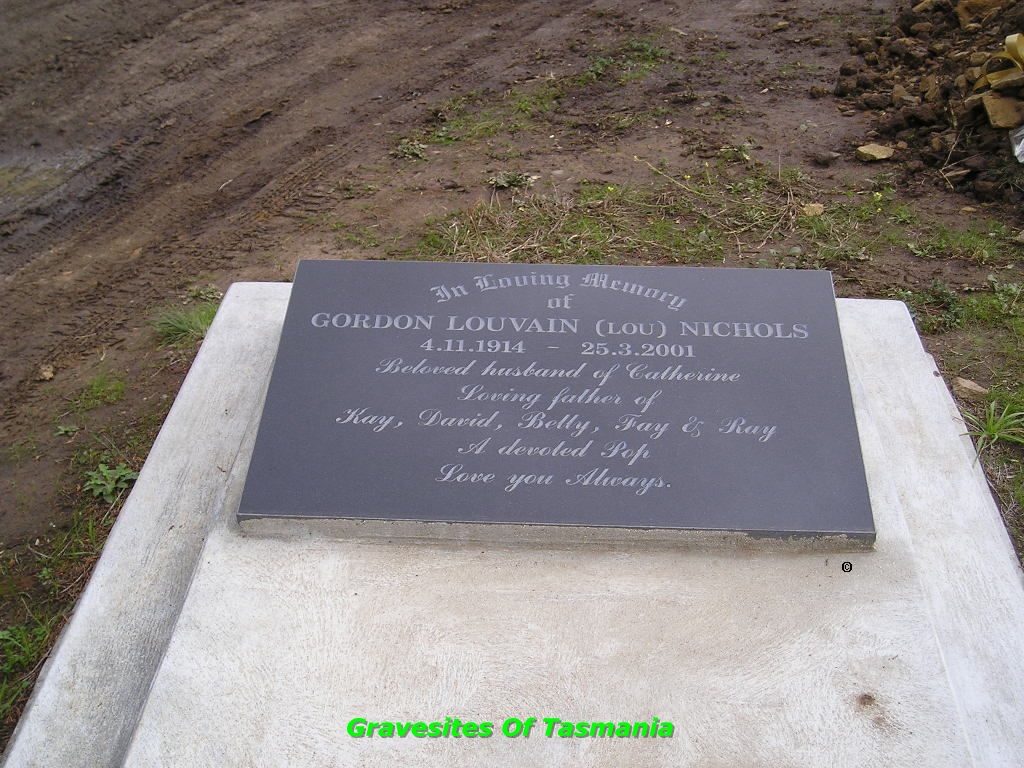 In Loving Memory
of
GORDON LOUVAIN (LOU) NICHOLS
4.11.1914 - 25.3.2001
Beloved husband of Catherine
Loving father of
Kay, David, Betty, Fay & Ray
A devoted Pop
Love you Always.
©
Gravesites Of Tasmania